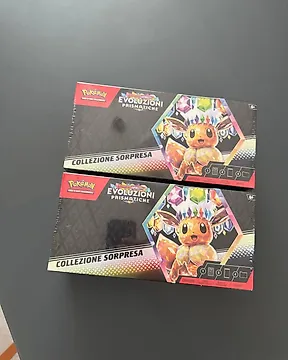 Pokémon
EVOLUZIONI
PRISMATICHE
COLLEZIONE SORPRESA
Pokémon
EVOLUZIONI
PRISMATICHE
COLLEZIONE SORPRESA